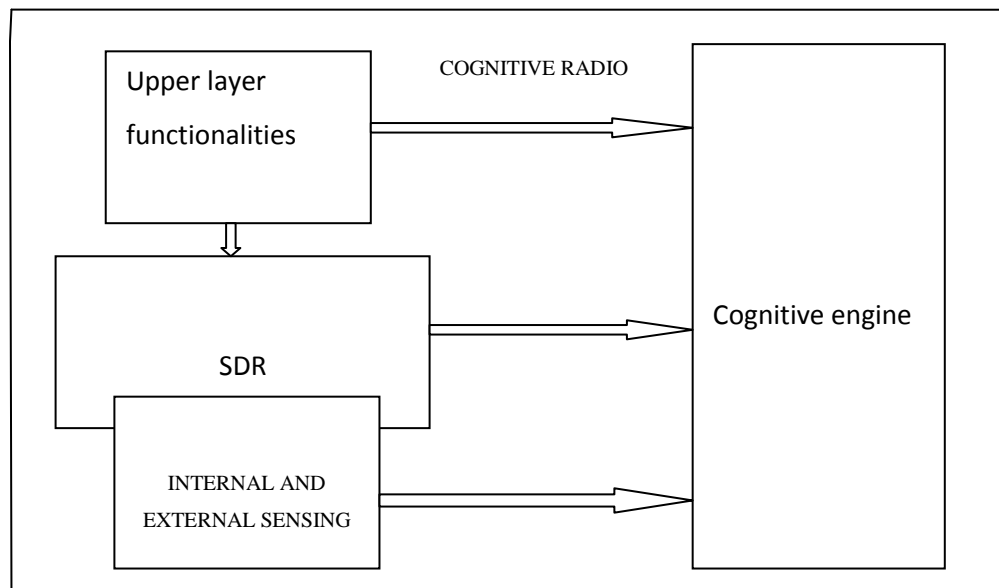 Upper layer
functionalities
COGNITIVE RADIO
SDR
Cognitive engine
INTERNAL AND
EXTERNAL SENSING